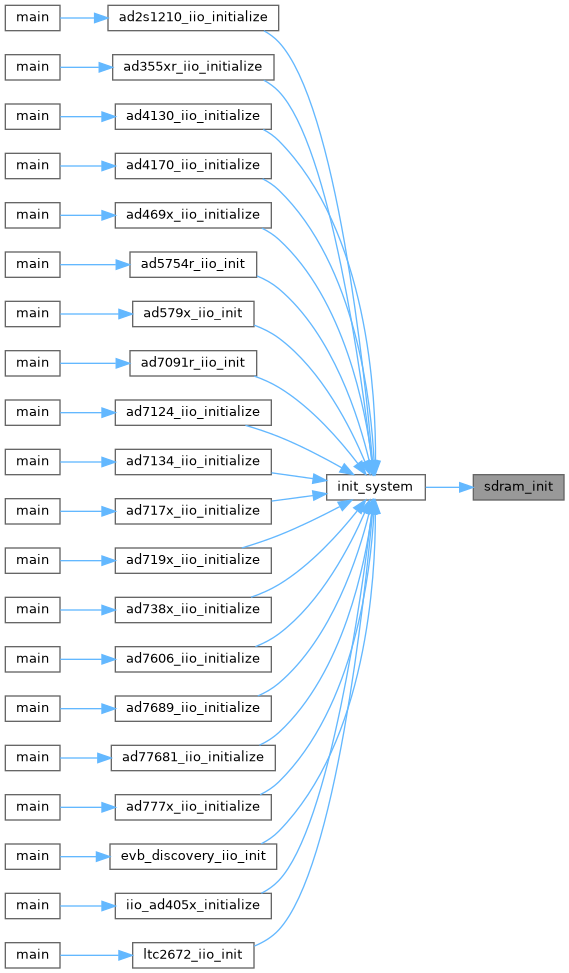 main ad2s1210_iio_initialize
main ad355xr_iio_initialize
main ad4130_iio_initialize
main ad4170_iio_initialize
main ad469x_iio_initialize
main ad5754r_iio_init
main ad579x_iio_init
main ad7091r_iio_init
main ad7124_iio_initialize
main ad7134_iio_initialize
init_system sdram_init
main ad717x_iio_initialize
main ad719x_iio_initialize
main ad738x_iio_initialize
main ad7606_iio_initialize
main ad7689_iio_initialize
main ad77681_iio_initialize
main ad777x_iio_initialize
main evb_discovery_iio_init
main iio_ad405x_initialize
main ltc2672_iio_init